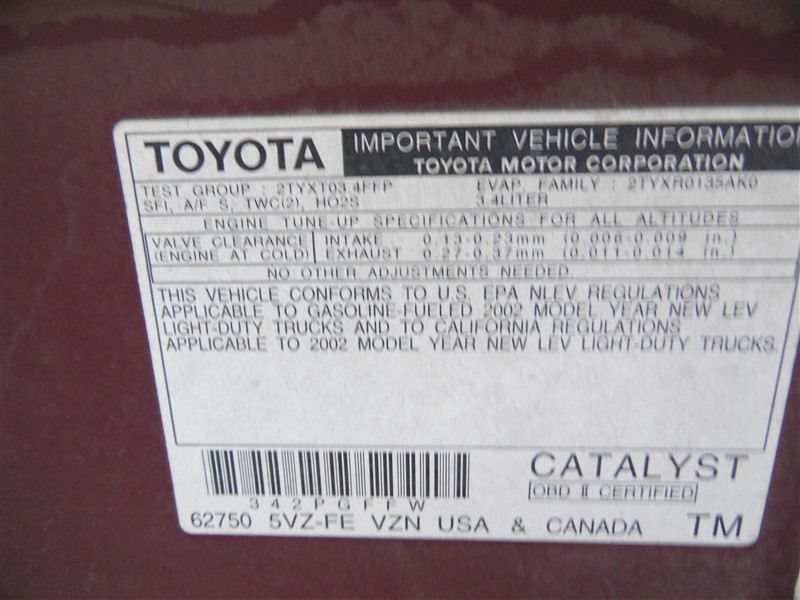 TOYOTA
IMPORTANT VEHICLE INFORMATIO
TOYOTA MOTOR CORPORATION
TEST GROUP : 2TYXT03.4FFP EVAP. FAMILY : 2TYXR0135AK0
SFI, A/F S, TWC(2), HO2S 3.4LITER
ENGINE TUNE-UP SPECIFICATIONS FOR ALL ALTITUDES
VALVE CLEARANCE INTAKE 0.13-0.23mm (0.006-0.009 in.)
(ENGINE AT COLD) EXHAUST 0.27-0.37mm (0.011-0.014 in.)
NO OTHER ADJUSTMENTS NEEDED.
THIS VEHICLE CONFORMS TO U.S. EPA NLEV REGULATIONS
APPLICABLE TO GASOLINE-FUELED 2002 MODEL YEAR NEW LEV
LIGHT-DUTY TRUCKS AND TO CALIFORNIA REGULATIONS
APPLICABLE TO 2002 MODEL YEAR NEW LEV LIGHT-DUTY TRUCKS.
342PGFFW
CATALYST
OBD II CERTIFIED
62750 5VZ-FE VZN USA & CANADA TM